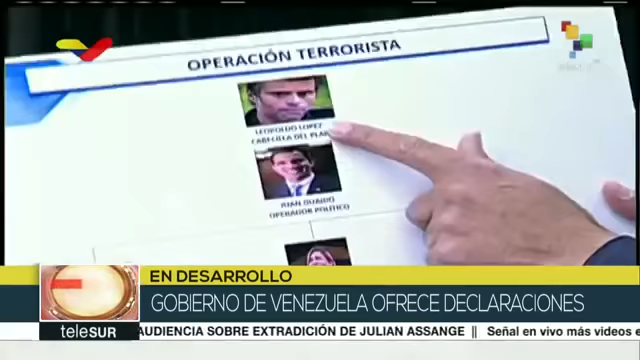 OPERACIÓN TERRORISTA
LEOPOLDO LOPEZ
CABECILLA DEL PLAN
JUAN GUAIDO
OPERADOR POLÍTICO
EN DESARROLLO
GOBIERNO DE VENEZUELA OFRECE DECLARACIONES
teleSUR
AUDIENCIA SOBRE EXTRADICIÓN DE JULIAN ASSANGE || Señal en vivo más videos e